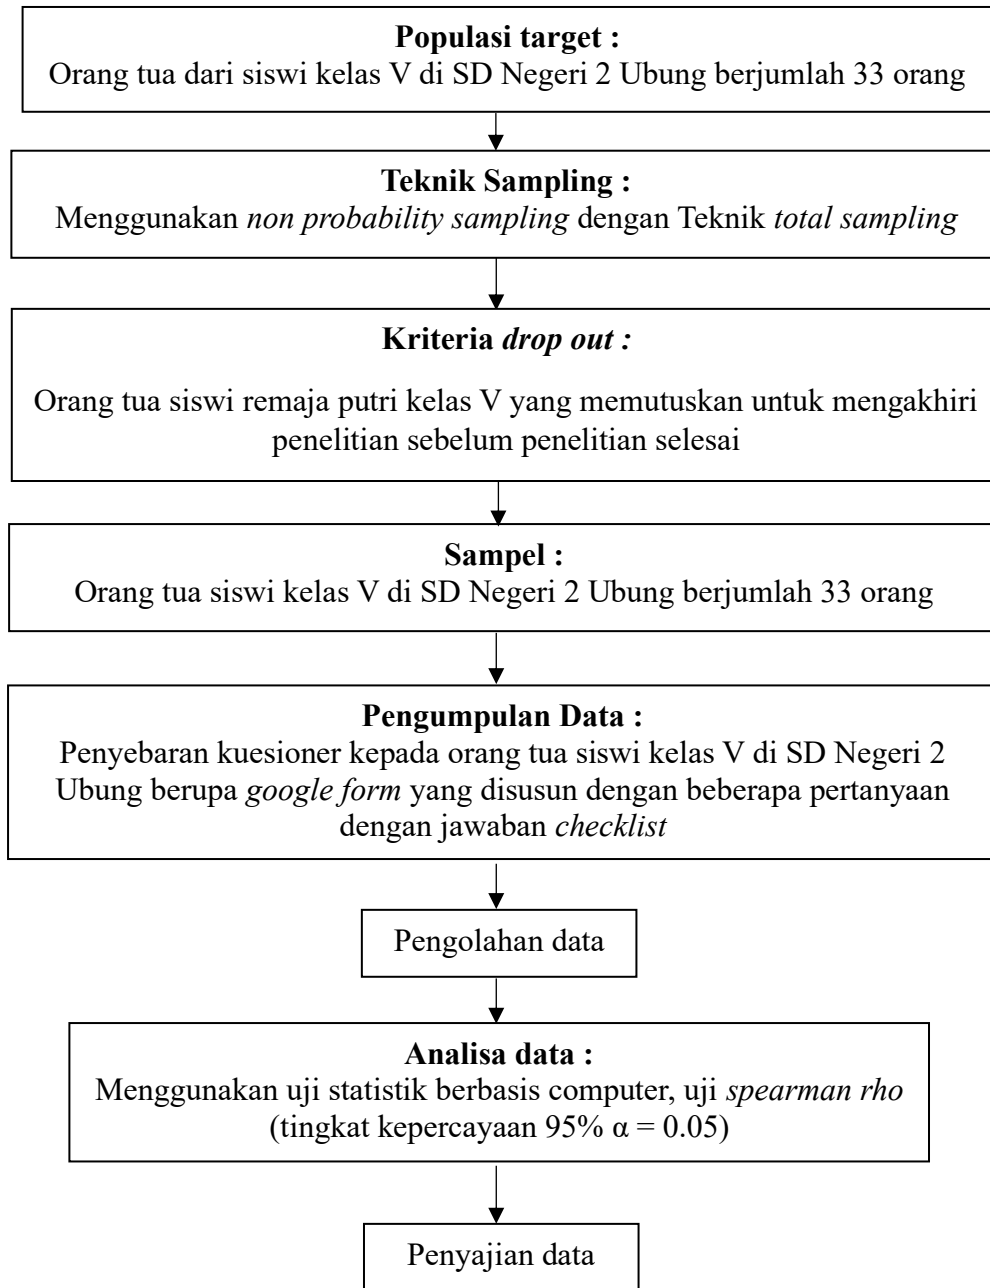 Populasi target :
Orang tua dari siswi kelas V di SD Negeri 2 Ubung berjumlah 33 orang
Teknik Sampling :
Menggunakan non probability sampling dengan Teknik total sampling
Kriteria drop out :
Orang tua siswi remaja putri kelas V yang memutuskan untuk mengakhiri
penelitian sebelum penelitian selesai
Sampel :
Orang tua siswi kelas V di SD Negeri 2 Ubung berjumlah 33 orang
Pengumpulan Data :
Penyebaran kuesioner kepada orang tua siswi kelas V di SD Negeri 2
Ubung berupa google form yang disusun dengan beberapa pertanyaan
dengan jawaban checklist
Pengolahan data
Analisa data :
Menggunakan uji statistik berbasis computer, uji spearman rho
(tingkat kepercayaan 95% α = 0.05)
Penyajian data